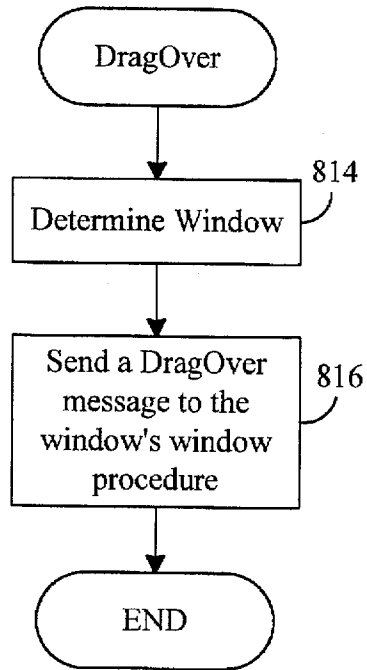 DragOver
814
Determine Window
Send a DragOver
message to the
window's window
procedure
816
END